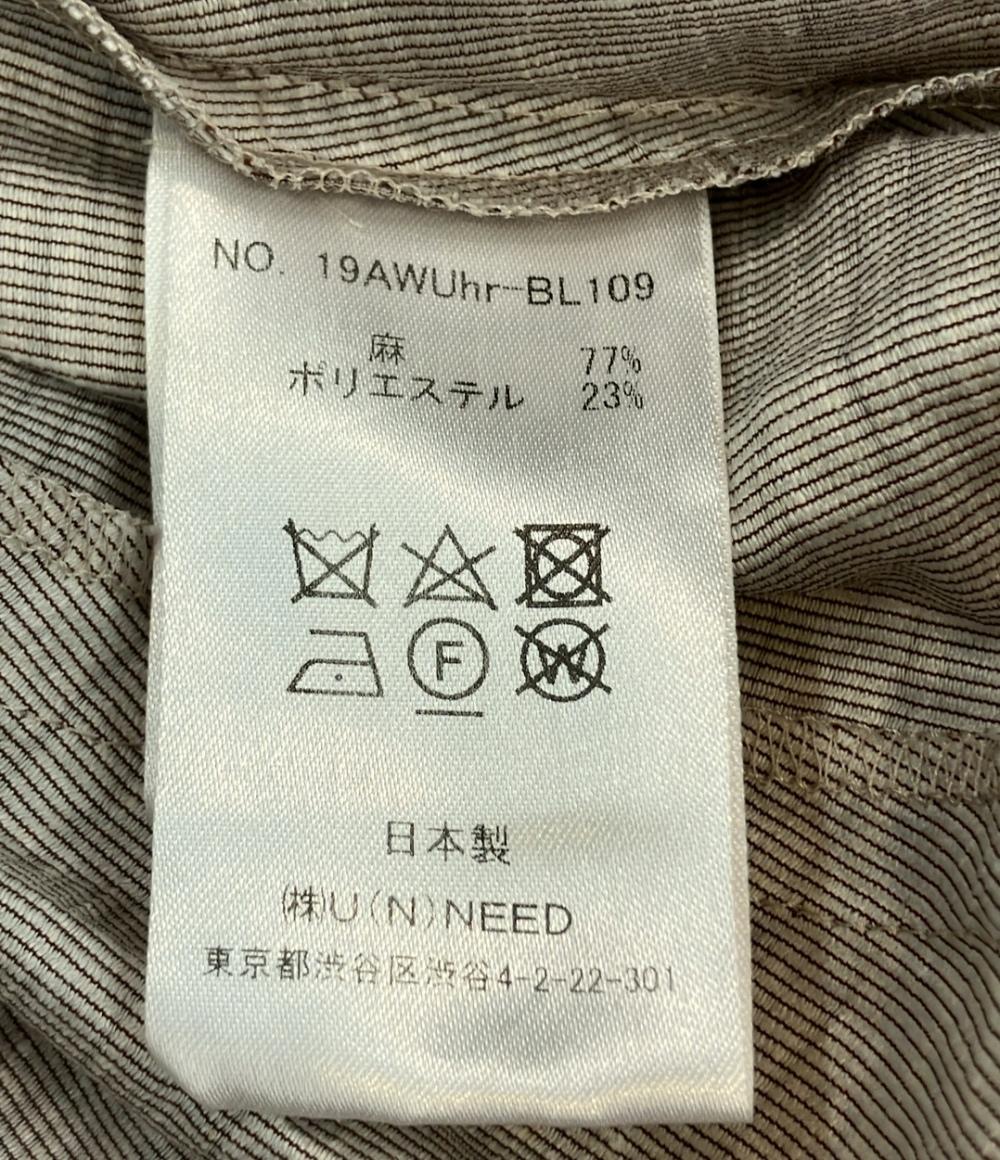 NO. 19AWUhr-BL109
麻 77%
ポリエステル 23%
F W
日本製
(株)U(N)NEED
東京都渋谷区渋谷4-2-22-301